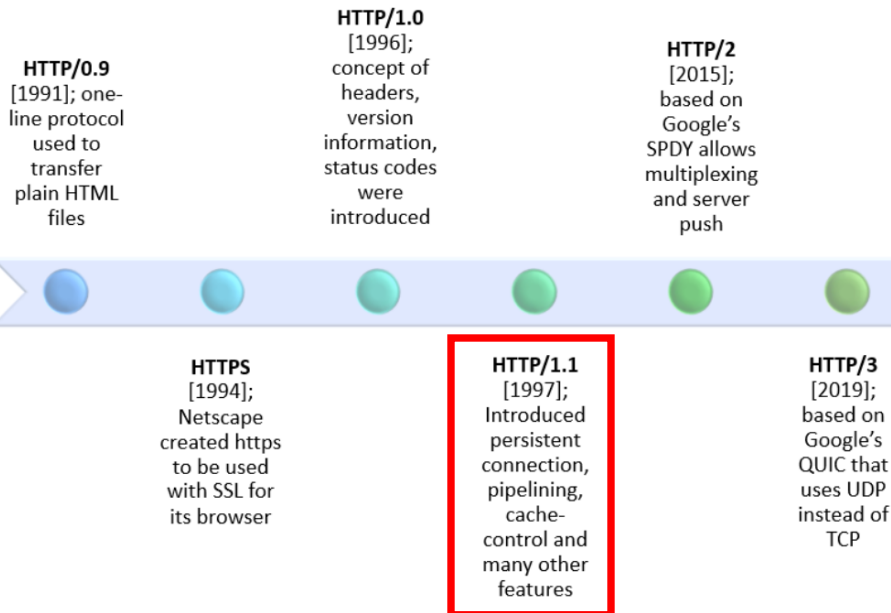 HTTP/0.9
[1991]; one-
line protocol
used to
transfer
plain HTML
files
HTTPS
[1994];
Netscape
created https
to be used
with SSL for
its browser
HTTP/1.0
[1996];
concept of
headers,
version
information,
status codes
were
introduced
HTTP/1.1
[1997];
Introduced
persistent
connection,
pipelining,
cache-
control and
many other
features
HTTP/2
[2015];
based on
Google’s
SPDY allows
multiplexing
and server
push
HTTP/3
[2019];
based on
Google’s
QUIC that
uses UDP
instead of
TCP